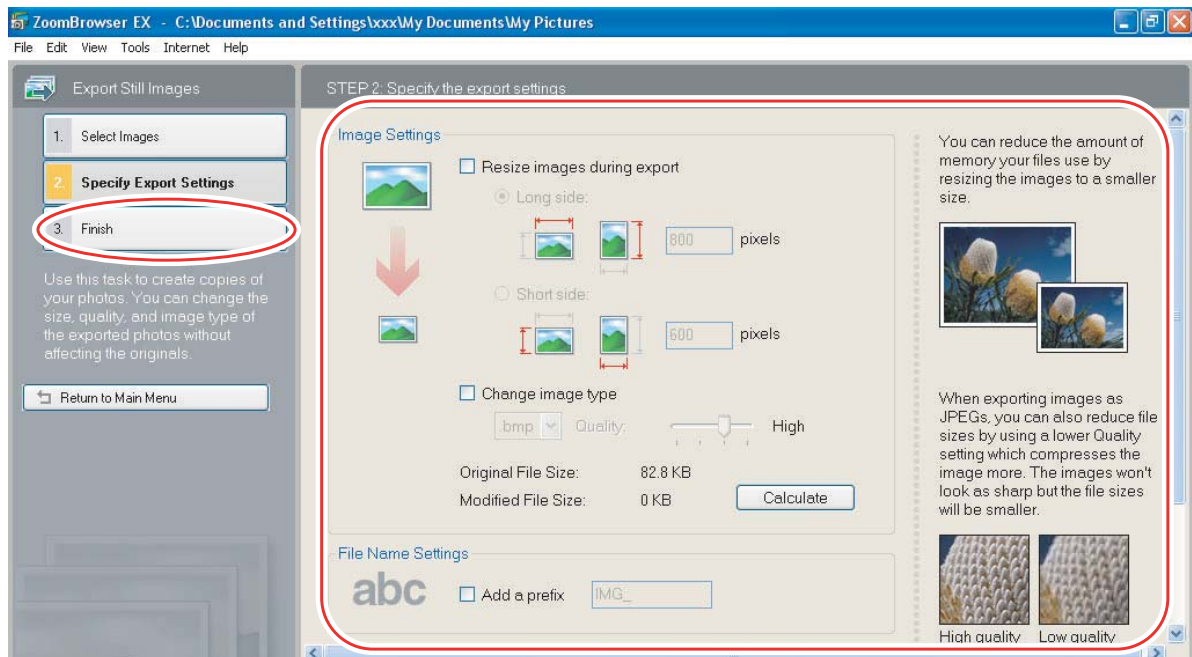 ZoomBrowser EX - C:\Documents and Settings\xxx\My Documents\My Pictures
File Edit View Tools Internet Help
Export Still Images
1. Select Images
2. Specify Export Settings
3. Finish
Use this task to create copies of
your photos. You can change the
size, quality, and image type of
the exported photos without
affecting the originals.
Return to Main Menu
STEP 2: Specify the export settings
Image Settings
Resize images during export
Long side:
800 pixels
Short side:
600 pixels
Change image type
.bmp Quality: High
Original File Size: 82.8 KB
Modified File Size: 0 KB
Calculate
File Name Settings
abc
Add a prefix IMG_
You can reduce the amount of
memory your files use by
resizing the images to a smaller
size.
When exporting images as
JPEGs, you can also reduce file
sizes by using a lower Quality
setting which compresses the
image more. The images won't
look as sharp but the file sizes
will be smaller.
High quality Low quality